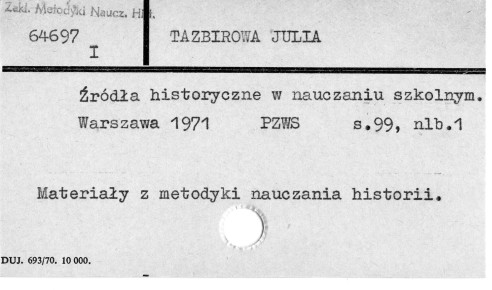 Zakł. Metodyki Naucz. Hist.
64697
I
TAZBIROWA JULIA
Źródła historyczne w nauczaniu szkolnym.
Warszawa 1971 PZWS s.99, nlb.1
Materiały z metodyki nauczania historii.
DUJ. 693/70. 10 000.